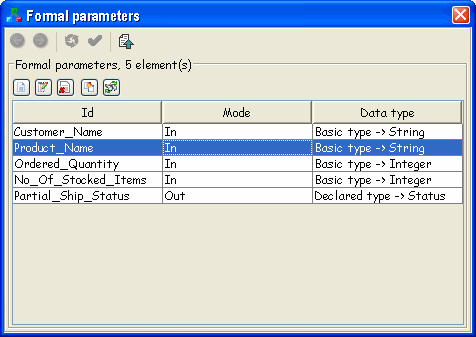 Formal parameters
Formal parameters, 5 element(s)
Id Mode Data type
Customer_Name In Basic type -> String
Product_Name In Basic type -> String
Ordered_Quantity In Basic type -> Integer
No_Of_Stocked_Items In Basic type -> Integer
Partial_Ship_Status Out Declared type -> Status